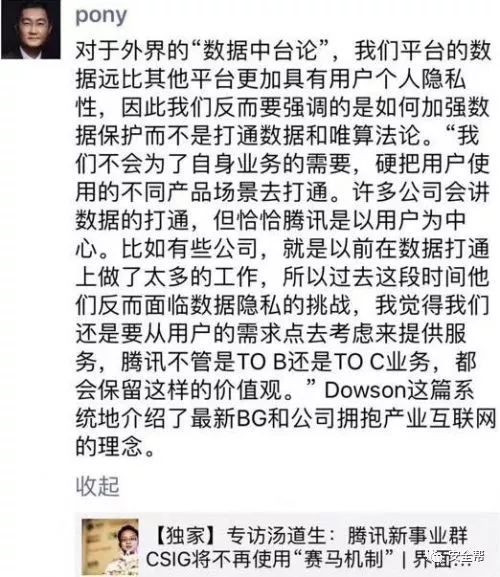 pony
对于外界的“数据中台论”，我们平台的数
据远比其他平台更加具有用户个人隐私
性，因此我们反而要强调的是如何加强数
据保护而不是打通数据和唯算法论。“我
们不会为了自身业务的需要，硬把用户使
用的不同产品场景去打通。许多公司会讲
数据的打通，但恰恰腾讯是以用户为中
心。比如有些公司，就是以前在数据打通
上做了太多的工作，所以过去这段时间他
们反而面临数据隐私的挑战，我觉得我们
还是要从用户的需求点去考虑来提供服
务，腾讯不管是TO B还是TO C业务，都
会保留这样的价值观。” Dowson这篇系
统地介绍了最新BG和公司拥抱产业互联网
的理念。
收起
【独家】专访汤道生：腾讯新事业群
CSIG将不再使用“赛马机制” | 界面
安全帮